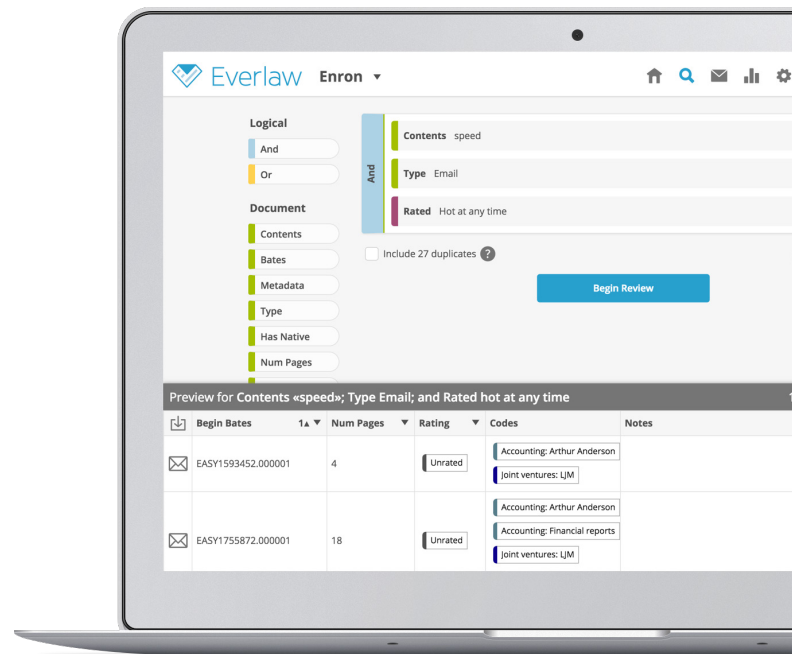 Everlaw Enron
Logical
And
Or
Document
Contents
Bates
Metadata
Type
Has Native
Num Pages
And
Contents speed
Type Email
Rated Hot at any time
Include 27 duplicates ?
Begin Review
Preview for Contents «speed»; Type Email; and Rated hot at any time
Begin Bates 1 Num Pages Rating Codes Notes
EASY1593452.000001 4 Unrated Accounting: Arthur Anderson
Joint ventures: LJM
EASY1755872.000001 18 Unrated Accounting: Arthur Anderson
Accounting: Financial reports
Joint ventures: LJM